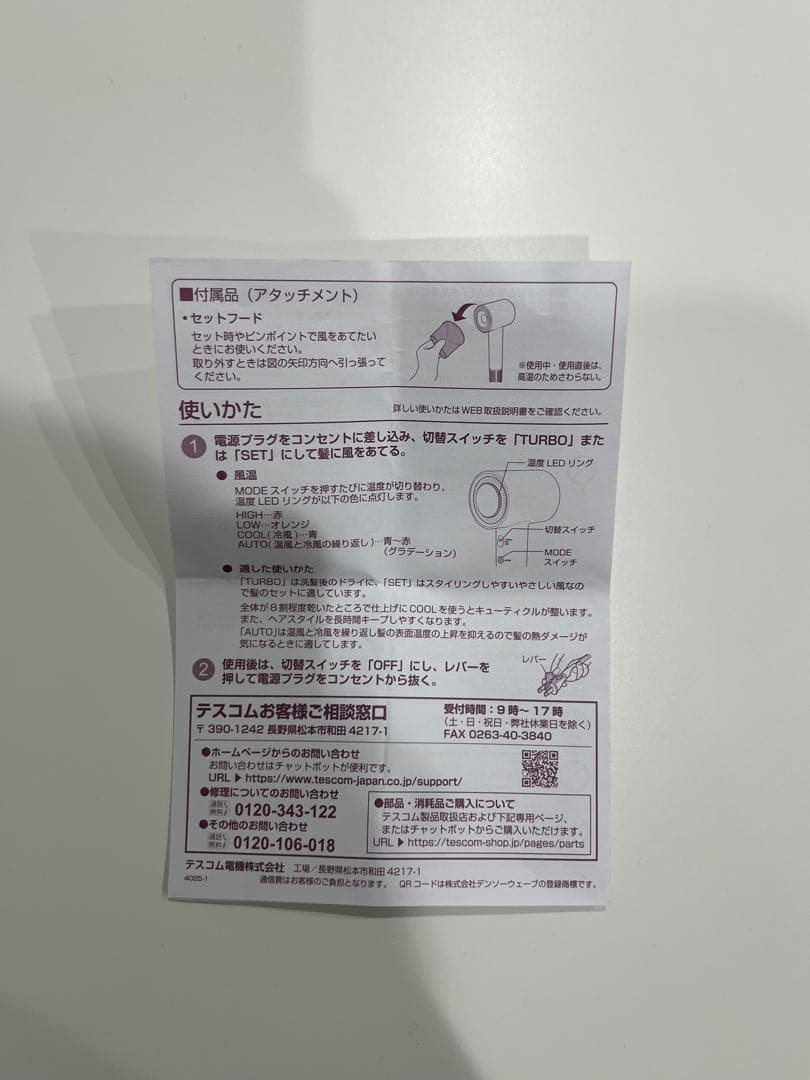 ■付属品（アタッチメント）
・セットフード
セット時やピンポイントで風をあてたい
ときにお使いください。
取り外すときは図の矢印方向へ引っ張って
ください。
※使用中・使用直後は、
高温のためさわらない。
使いかた
詳しい使いかたはWEB取扱説明書をご確認ください。
1 電源プラグをコンセントに差し込み、切替スイッチを「TURBO」また
は「SET」にして髪に風をあてる。
● 風温
MODE スイッチを押すたびに温度が切り替わり、
温度 LED リングが以下の色に点灯します。
HIGH…赤
LOW…オレンジ
COOL(冷風)…青
AUTO(温風と冷風の繰り返し)…青〜赤
（グラデーション）
温度 LED リング
切替スイッチ
MODE
スイッチ
● 適した使いかた
「TURBO」は洗髪後のドライに、「SET」はスタイリングしやすいやさしい風なの
で髪のセットに適しています。
全体が8割程度乾いたところで仕上げにCOOLを使うとキューティクルが整います。
また、ヘアスタイルを長時間キープしやすくなります。
「AUTO」は温風と冷風を繰り返し髪の表面温度の上昇を抑えるので髪の熱ダメージが
気になるときに適してします。
2 使用後は、切替スイッチを「OFF」にし、レバーを
押して電源プラグをコンセントから抜く。
レバー
テスコムお客様ご相談窓口
〒390-1242 長野県松本市和田 4217-1
受付時間：9 時〜 17 時
（土・日・祝日・弊社休業日を除く）
FAX 0263-40-3840
●ホームページからのお問い合わせ
お問い合わせはチャットボットが便利です。
URL ▶ https://www.tescom-japan.co.jp/support/
●修理についてのお問い合わせ
通話無料 0120-343-122
●その他のお問い合わせ
通話無料 0120-106-018
●部品・消耗品ご購入について
テスコム製品取扱店および下記専用ページ、
またはチャットボットからご購入いただけます。
URL ▶ https://tescom-shop.jp/pages/parts
テスコム電機株式会社 工場／長野県松本市和田 4217-1
4025-1
通信費はお客様のご負担となります。 QR コードは株式会社デンソーウェーブの登録商標です。